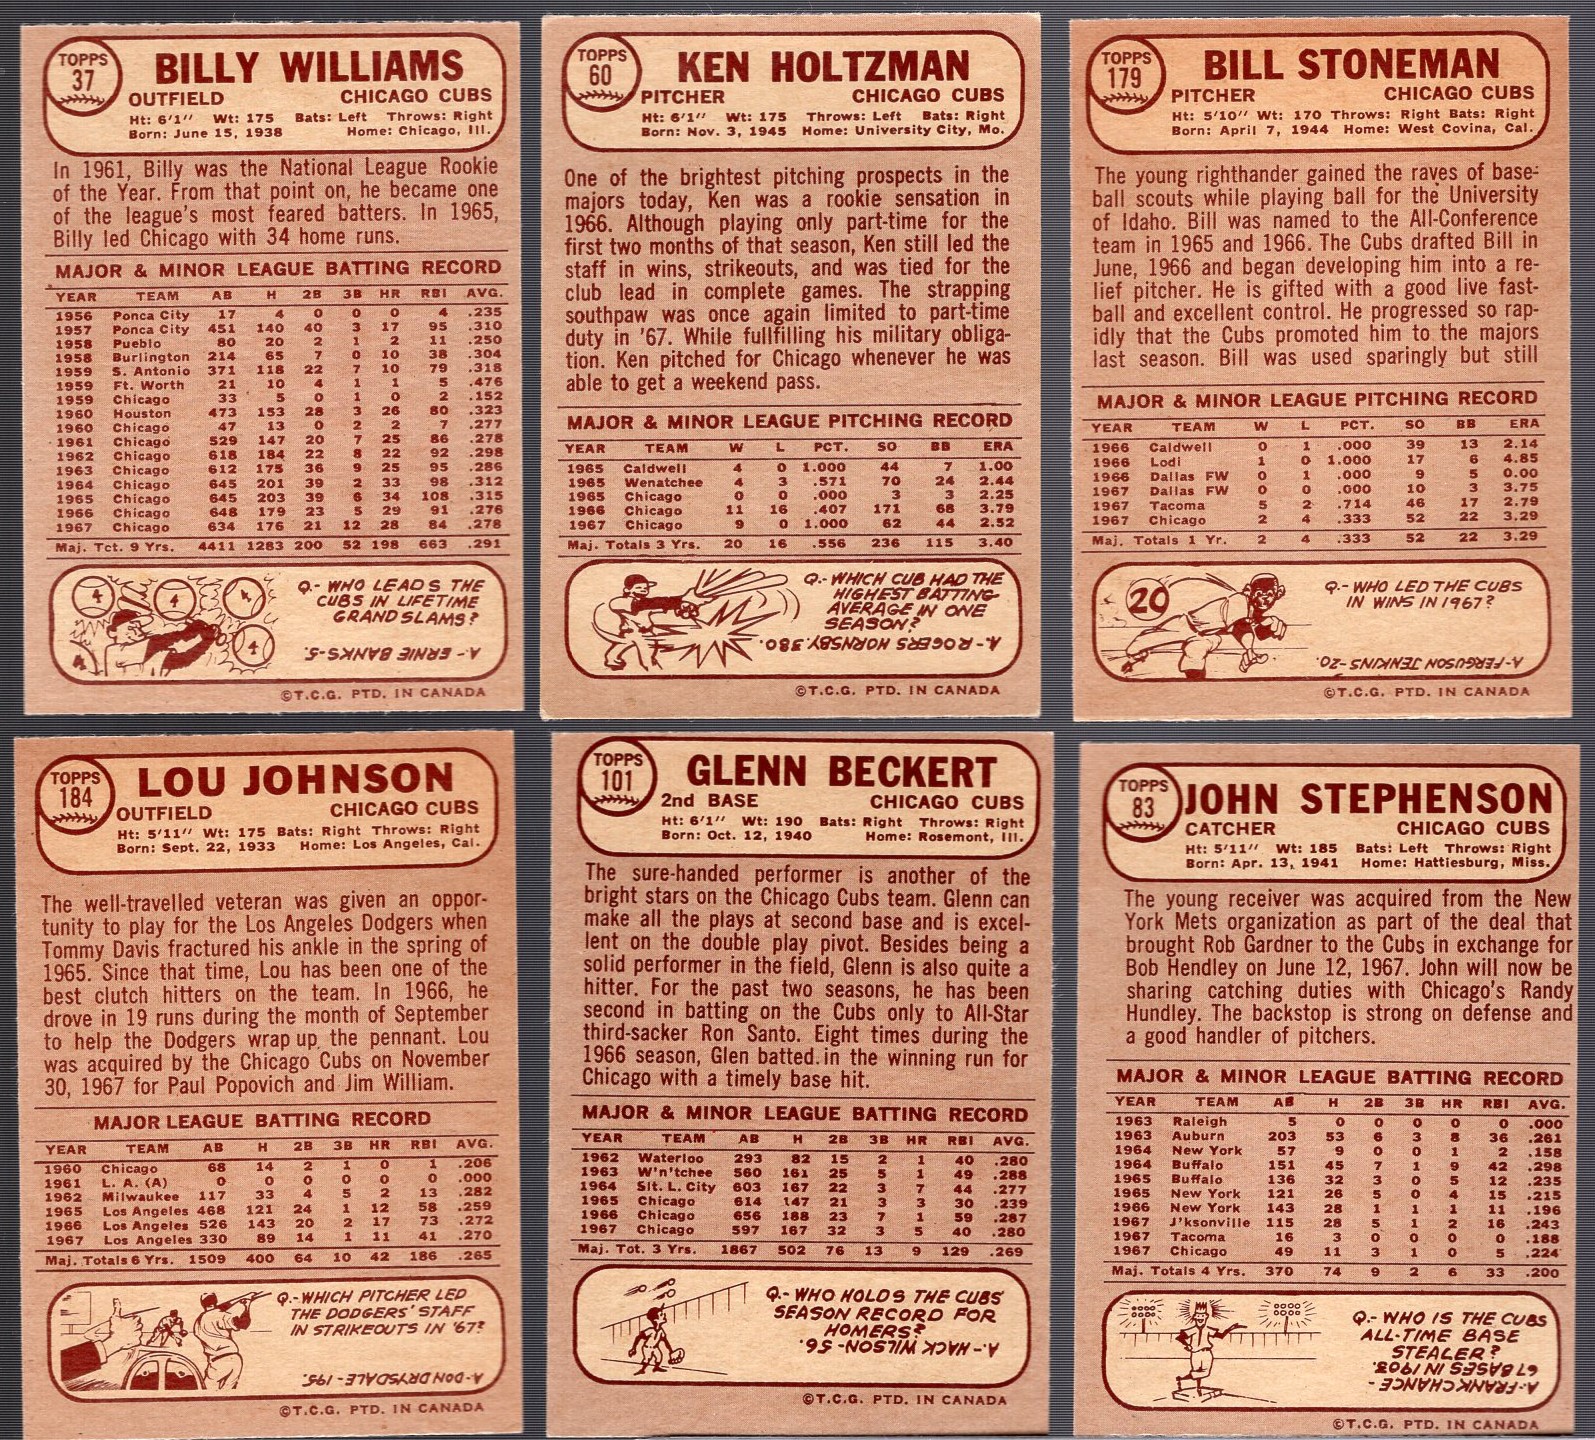 TOPPS
37
BILLY WILLIAMS
OUTFIELD CHICAGO CUBS
Ht: 6'1" Wt: 175 Bats: Left Throws: Right
Born: June 15, 1938 Home: Chicago, Ill.
In 1961, Billy was the National League Rookie
of the Year. From that point on, he became one
of the league's most feared batters. In 1965,
Billy led Chicago with 34 home runs.
MAJOR & MINOR LEAGUE BATTING RECORD
YEAR TEAM AB H 2B 3B HR RBI AVG.
1956 Ponca City 17 4 0 0 0 4 .235
1957 Ponca City 451 140 40 3 17 95 .310
1958 Pueblo 80 20 2 1 2 11 .250
1958 Burlington 214 65 7 0 10 38 .304
1959 S. Antonio 371 118 22 7 10 79 .318
1959 Ft. Worth 21 10 4 1 1 5 .476
1959 Chicago 33 5 0 1 0 2 .152
1960 Houston 473 153 28 3 26 80 .323
1960 Chicago 47 13 0 2 2 7 .277
1961 Chicago 529 147 20 7 25 86 .278
1962 Chicago 618 184 22 8 22 92 .298
1963 Chicago 612 175 36 9 25 95 .286
1964 Chicago 645 201 39 2 33 98 .312
1965 Chicago 645 203 39 6 34 108 .315
1966 Chicago 648 179 23 5 29 91 .276
1967 Chicago 634 176 21 12 28 84 .278
Maj. Tct. 9 Yrs. 4411 1283 200 52 198 663 .291
4 4 4 4 4
Q.- WHO LEADS THE
CUBS IN LIFETIME
GRAND SLAMS?
A.- ERNIE BANKS-5.
©T.C.G. PTD. IN CANADA
TOPPS
60
KEN HOLTZMAN
PITCHER CHICAGO CUBS
Ht: 6'1" Wt: 175 Throws: Left Bats: Right
Born: Nov. 3, 1945 Home: University City, Mo.
One of the brightest pitching prospects in the
majors today, Ken was a rookie sensation in
1966. Although playing only part-time for the
first two months of that season, Ken still led the
staff in wins, strikeouts, and was tied for the
club lead in complete games. The strapping
southpaw was once again limited to part-time
duty in '67. While fullfilling his military obliga-
tion. Ken pitched for Chicago whenever he was
able to get a weekend pass.
MAJOR & MINOR LEAGUE PITCHING RECORD
YEAR TEAM W L PCT. SO BB ERA
1965 Caldwell 4 0 1.000 44 7 1.00
1965 Wenatchee 4 3 .571 70 24 2.44
1965 Chicago 0 0 .000 3 3 2.25
1966 Chicago 11 16 .407 171 68 3.79
1967 Chicago 9 0 1.000 62 44 2.52
Maj. Totals 3 Yrs. 20 16 .556 236 115 3.40
Q.- WHICH CUB HAD THE
HIGHEST BATTING
AVERAGE IN ONE
SEASON?
A.- ROGERS HORNSBY.380.
©T.C.G. PTD. IN CANADA
TOPPS
179
BILL STONEMAN
PITCHER CHICAGO CUBS
Ht: 5'10" Wt: 170 Throws: Right Bats: Right
Born: April 7, 1944 Home: West Covina, Cal.
The young righthander gained the raves of base-
ball scouts while playing ball for the University
of Idaho. Bill was named to the All-Conference
team in 1965 and 1966. The Cubs drafted Bill in
June, 1966 and began developing him into a re-
lief pitcher. He is gifted with a good live fast-
ball and excellent control. He progressed so rap-
idly that the Cubs promoted him to the majors
last season. Bill was used sparingly but still
MAJOR & MINOR LEAGUE PITCHING RECORD
YEAR TEAM W L PCT. SO BB ERA
1966 Caldwell 0 1 .000 39 13 2.14
1966 Lodi 1 0 1.000 17 6 4.85
1966 Dallas FW 0 1 .000 9 5 0.00
1967 Dallas FW 0 0 .000 10 3 3.75
1967 Tacoma 5 2 .714 46 17 2.79
1967 Chicago 2 4 .333 52 22 3.29
Maj. Totals 1 Yr. 2 4 .333 52 22 3.29
20
Q.- WHO LED THE CUBS
IN WINS IN 1967?
A.- FERGUSON JENKINS-20.
©T.C.G. PTD. IN CANADA
TOPPS
184
LOU JOHNSON
OUTFIELD CHICAGO CUBS
Ht: 5'11" Wt: 175 Bats: Right Throws: Right
Born: Sept. 22, 1933 Home: Los Angeles, Cal.
The well-travelled veteran was given an oppor-
tunity to play for the Los Angeles Dodgers when
Tommy Davis fractured his ankle in the spring of
1965. Since that time, Lou has been one of the
best clutch hitters on the team. In 1966, he
drove in 19 runs during the month of September
to help the Dodgers wrap up the pennant. Lou
was acquired by the Chicago Cubs on November
30, 1967 for Paul Popovich and Jim William.
MAJOR LEAGUE BATTING RECORD
YEAR TEAM AB H 2B 3B HR RBI AVG.
1960 Chicago 68 14 2 1 0 1 .206
1961 L. A. (A) 0 0 0 0 0 0 .000
1962 Milwaukee 117 33 4 5 2 13 .282
1965 Los Angeles 468 121 24 1 12 58 .259
1966 Los Angeles 526 143 20 2 17 73 .272
1967 Los Angeles 330 89 14 1 11 41 .270
Maj. Totals 6 Yrs. 1509 400 64 10 42 186 .265
Q.- WHICH PITCHER LED
THE DODGERS' STAFF
IN STRIKEOUTS IN '67?
A- DON DRYSDALE-196.
©T.C.G. PTD. IN CANADA
TOPPS
101
GLENN BECKERT
2nd BASE CHICAGO CUBS
Ht: 6'1" Wt: 190 Bats: Right Throws: Right
Born: Oct. 12, 1940 Home: Rosemont, Ill.
The sure-handed performer is another of the
bright stars on the Chicago Cubs team. Glenn can
make all the plays at second base and is excel-
lent on the double play pivot. Besides being a
solid performer in the field, Glenn is also quite a
hitter. For the past two seasons, he has been
second in batting on the Cubs only to All-Star
third-sacker Ron Santo. Eight times during the
1966 season, Glen batted in the winning run for
Chicago with a timely base hit.
MAJOR & MINOR LEAGUE BATTING RECORD
YEAR TEAM AB H 2B 3B HR RBI AVG.
1962 Waterloo 293 82 15 2 1 40 .280
1963 W'n'tchee 560 161 25 5 1 49 .288
1964 Slt. L. City 603 167 22 3 7 44 .277
1965 Chicago 614 147 21 3 3 30 .239
1966 Chicago 656 188 23 7 1 59 .287
1967 Chicago 597 167 32 3 5 40 .280
Maj. Tot. 3 Yrs. 1867 502 76 13 9 129 .269
Q.- WHO HOLDS THE CUBS'
SEASON RECORD FOR
HOMERS?
A.- HACK WILSON-56.
©T.C.G. PTD. IN CANADA
TOPPS
83
JOHN STEPHENSON
CATCHER CHICAGO CUBS
Ht: 5'11" Wt: 185 Bats: Left Throws: Right
Born: Apr. 13, 1941 Home: Hattiesburg, Miss.
The young receiver was acquired from the New
York Mets organization as part of the deal that
brought Rob Gardner to the Cubs in exchange for
Bob Hendley on June 12, 1967. John will now be
sharing catching duties with Chicago's Randy
Hundley. The backstop is strong on defense and
a good handler of pitchers.
MAJOR & MINOR LEAGUE BATTING RECORD
YEAR TEAM AB H 2B 3B HR RBI AVG.
1963 Raleigh 5 0 0 0 0 0 .000
1963 Auburn 203 53 6 3 8 36 .261
1964 New York 57 9 0 0 1 2 .158
1964 Buffalo 151 45 7 1 9 42 .298
1965 Buffalo 136 32 3 0 5 12 .235
1965 New York 121 26 5 0 4 15 .215
1966 New York 143 28 1 1 1 11 .196
1967 J'ksonville 115 28 5 1 2 16 .243
1967 Tacoma 16 3 0 0 0 0 .188
1967 Chicago 49 11 3 1 0 5 .224
Maj. Totals 4 Yrs. 370 74 9 2 6 33 .200
Q.- WHO IS THE CUBS
ALL-TIME BASE
STEALER?
A.- FRANK CHANCE -
67 BASES IN 1903.
©T.C.G. PTD. IN CANADA